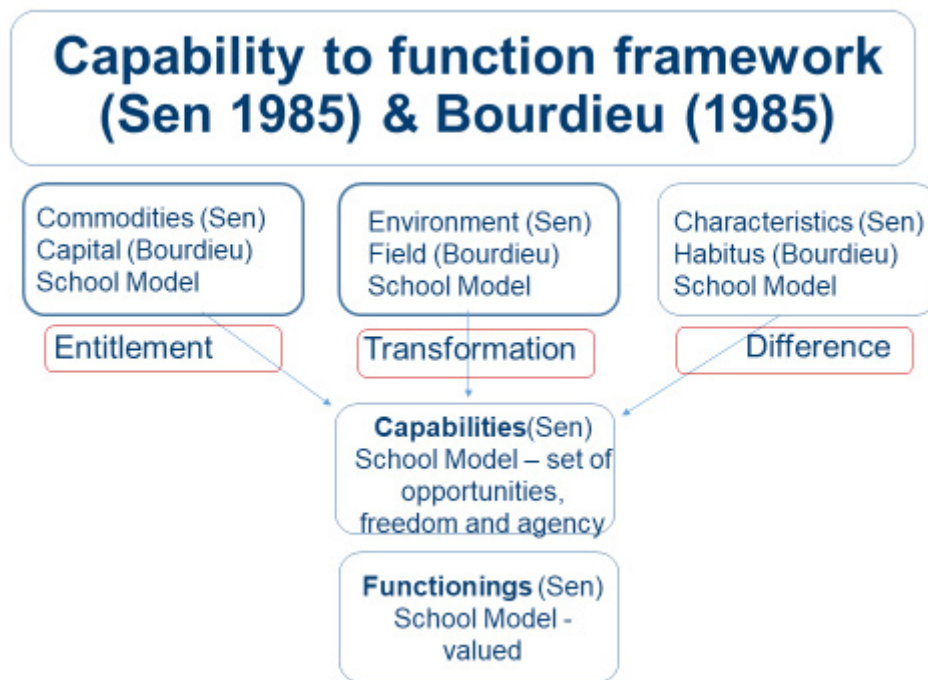 Capability to function framework
(Sen 1985) & Bourdieu (1985)
Commodities (Sen)
Capital (Bourdieu)
School Model
Environment (Sen)
Field (Bourdieu)
School Model
Characteristics (Sen)
Habitus (Bourdieu)
School Model
Entitlement
Transformation
Difference
Capabilities(Sen)
School Model – set of
opportunities,
freedom and agency
Functionings (Sen)
School Model -
valued